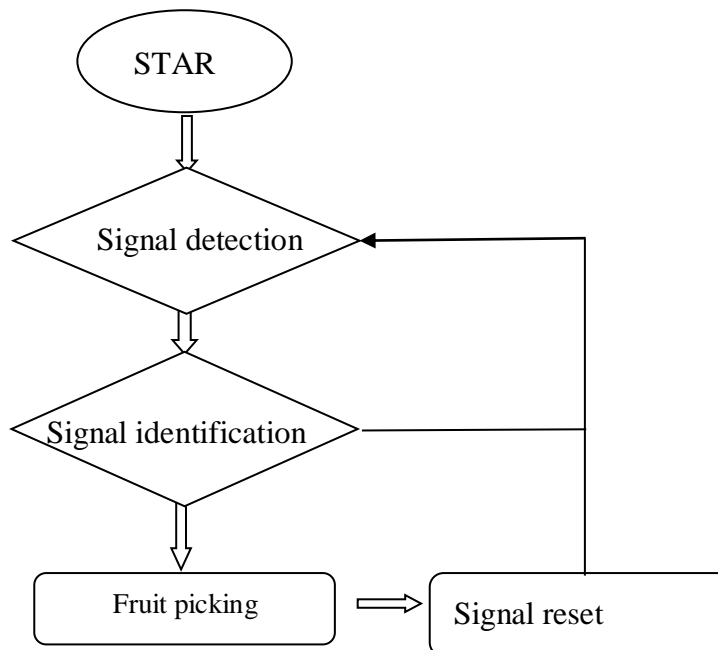 STAR
Signal detection
Signal identification
Fruit picking
Signal reset